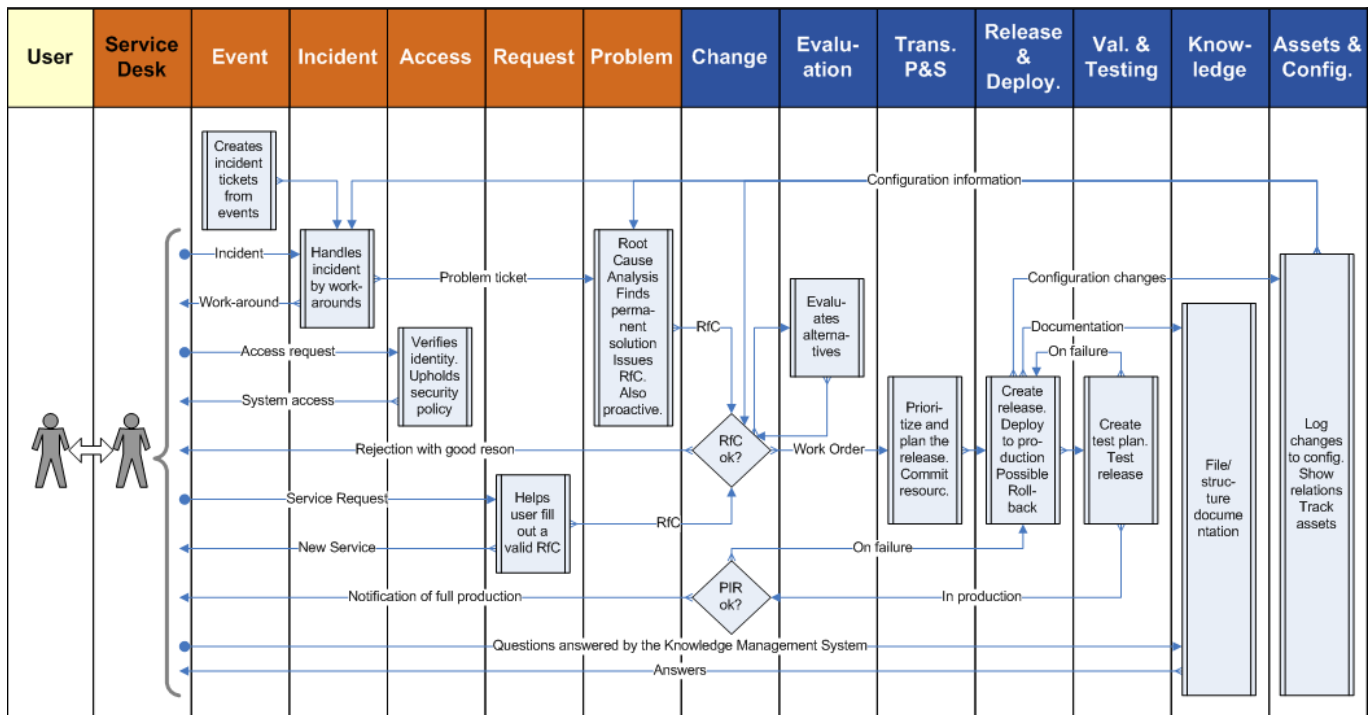 User
Service
Desk
Event
Incident
Access
Request
Problem
Change
Evalu-
ation
Trans.
P&S
Release
&
Deploy.
Val. &
Testing
Know-
ledge
Assets &
Config.
Creates
incident
tickets
from
events
Configuration information
Incident
Handles
incident
by work-
arounds
Work-around
Problem ticket
Root
Cause
Analysis
Finds
perma-
nent
solution
Issues
RfC.
Also
proactive.
RfC
Evalu-
ates
alterna-
tives
Configuration changes
Documentation
On failure
Access request
Verifies
identity.
Upholds
security
policy
System access
Rejection with good reson
RfC
ok?
Work Order
Prioritize and
plan the
release.
Commit
resourc.
Create
release.
Deploy
to pro-
duction
Possible
Roll-
back
Create
test plan.
Test
release
File/
struc-
ture
docume
ntation
Log
changes
to config.
Show
relations
Track
assets
Service Request
Helps
user fill
out a
valid RfC
RfC
New Service
On failure
PIR
ok?
Notification of full production
In production
Questions answered by the Knowledge Management System
Answers